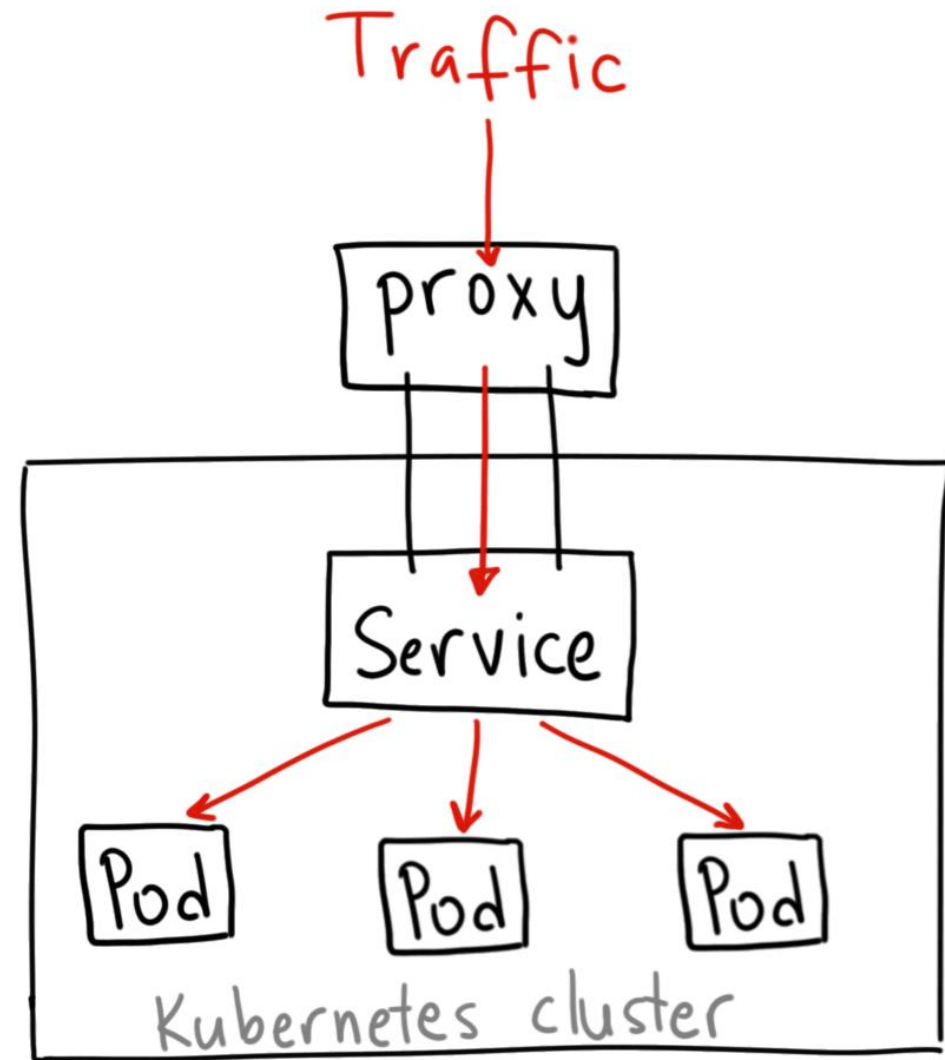 Traffic
proxy
Service
Pod
Pod
Pod
Kubernetes cluster